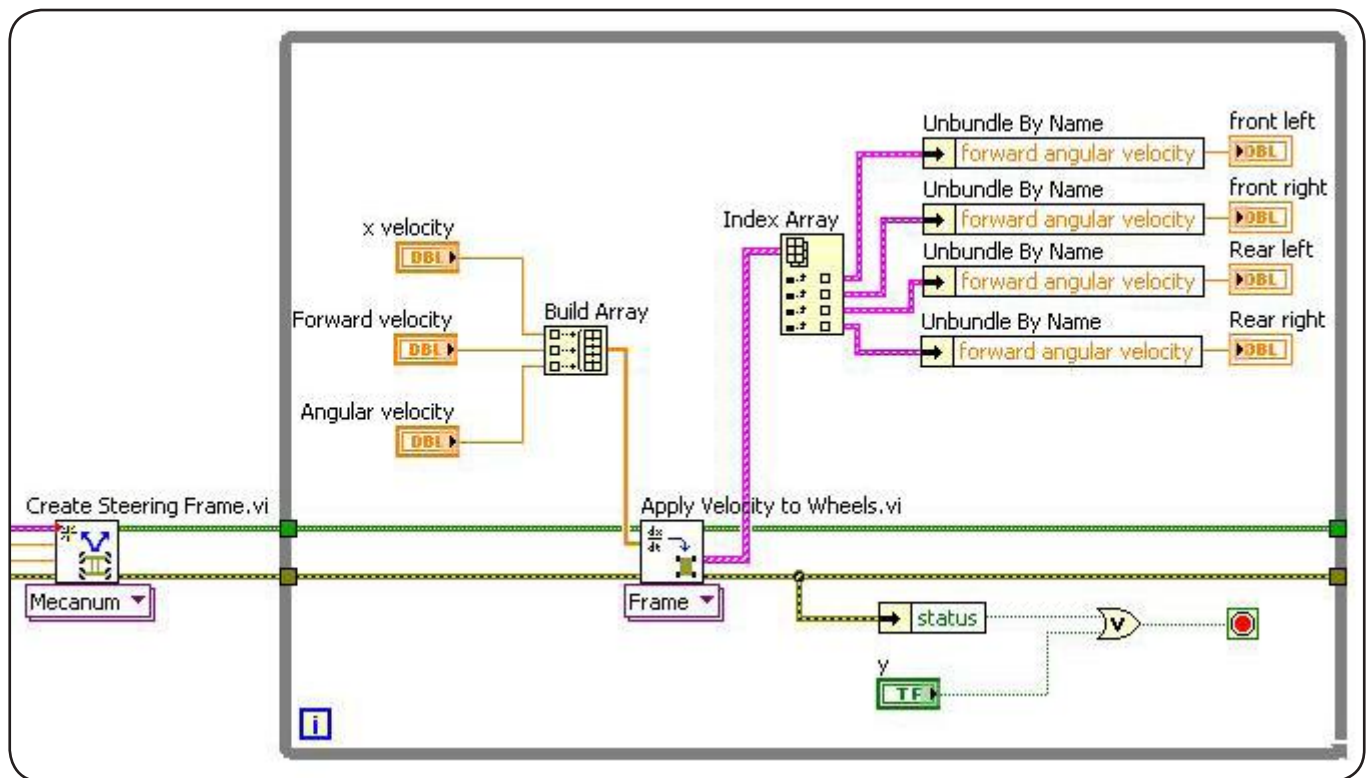 Unbundle By Name
front left
forward angular velocity
DBL
Unbundle By Name
front right
forward angular velocity
DBL
Index Array
x velocity
DBL
Unbundle By Name
Rear left
forward angular velocity
DBL
Build Array
Forward velocity
DBL
Unbundle By Name
Rear right
forward angular velocity
DBL
Angular velocity
DBL
Create Steering Frame.vi
Apply Velocity to Wheels.vi
dx
dt
Mecanum
Frame
status
V
y
TF
i